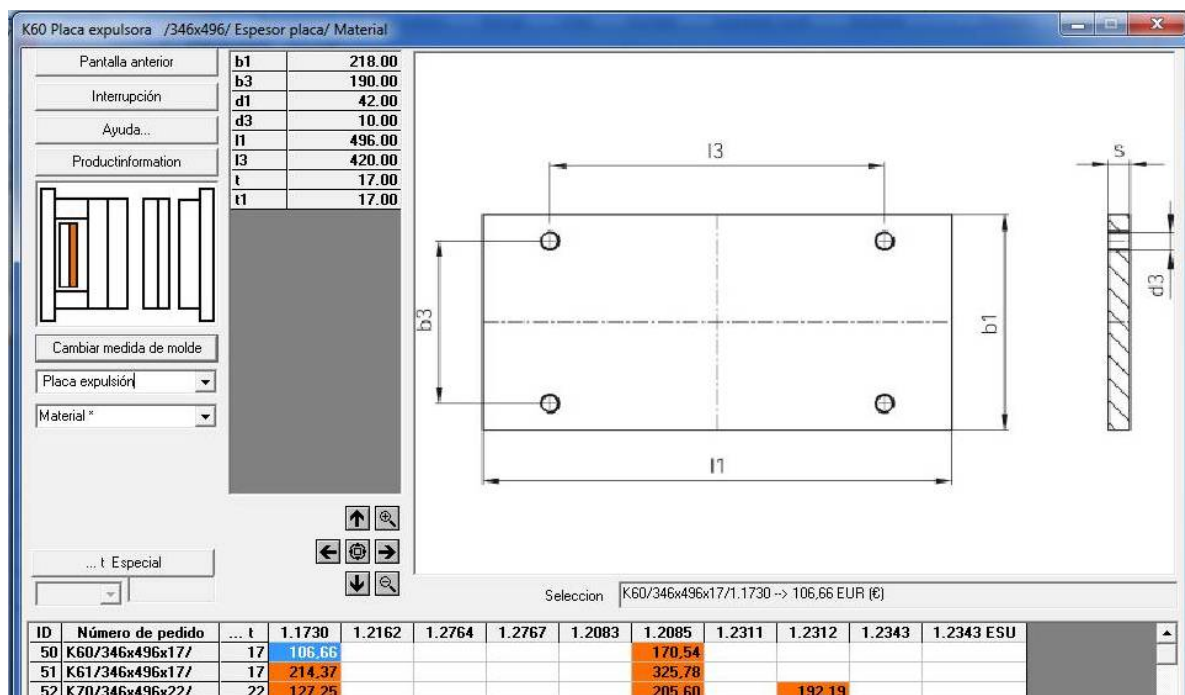 K60 Placa expulsora /346x496/ Espesor placa/ Material
Pantalla anterior
Interrupción
Ayuda...
Productinformation
Cambiar medida de molde
Placa expulsión
Material *
... t Especial
b1 218.00
b3 190.00
d1 42.00
d3 10.00
l1 496.00
l3 420.00
t 17.00
t1 17.00
l3
s
b3
b1
d3
l1
Seleccion K60/346x496x17/1.1730 --> 106,66 EUR (€)
ID Número de pedido ... t 1.1730 1.2162 1.2764 1.2767 1.2083 1.2085 1.2311 1.2312 1.2343 1.2343 ESU
50 K60/346x496x17/ 17 106,66 170,54
51 K61/346x496x17/ 17 214,37 325,78
52 K70/346x496x22/ 22 127,25 205,60 192,19